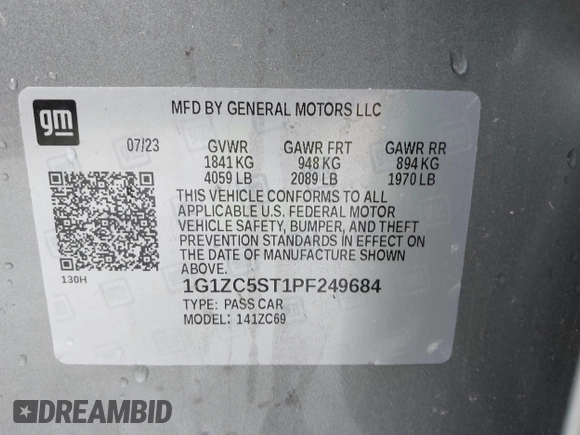 gm
MFD BY GENERAL MOTORS LLC
07/23 GVWR GAWR FRT GAWR RR
1841 KG 948 KG 894 KG
4059 LB 2089 LB 1970 LB
THIS VEHICLE CONFORMS TO ALL
APPLICABLE U.S. FEDERAL MOTOR
VEHICLE SAFETY, BUMPER, AND THEFT
PREVENTION STANDARDS IN EFFECT ON
THE DATE OF MANUFACTURE SHOWN
ABOVE.
130H
1G1ZC5ST1PF249684
TYPE: PASS CAR
MODEL: 141ZC69
DREAMBID